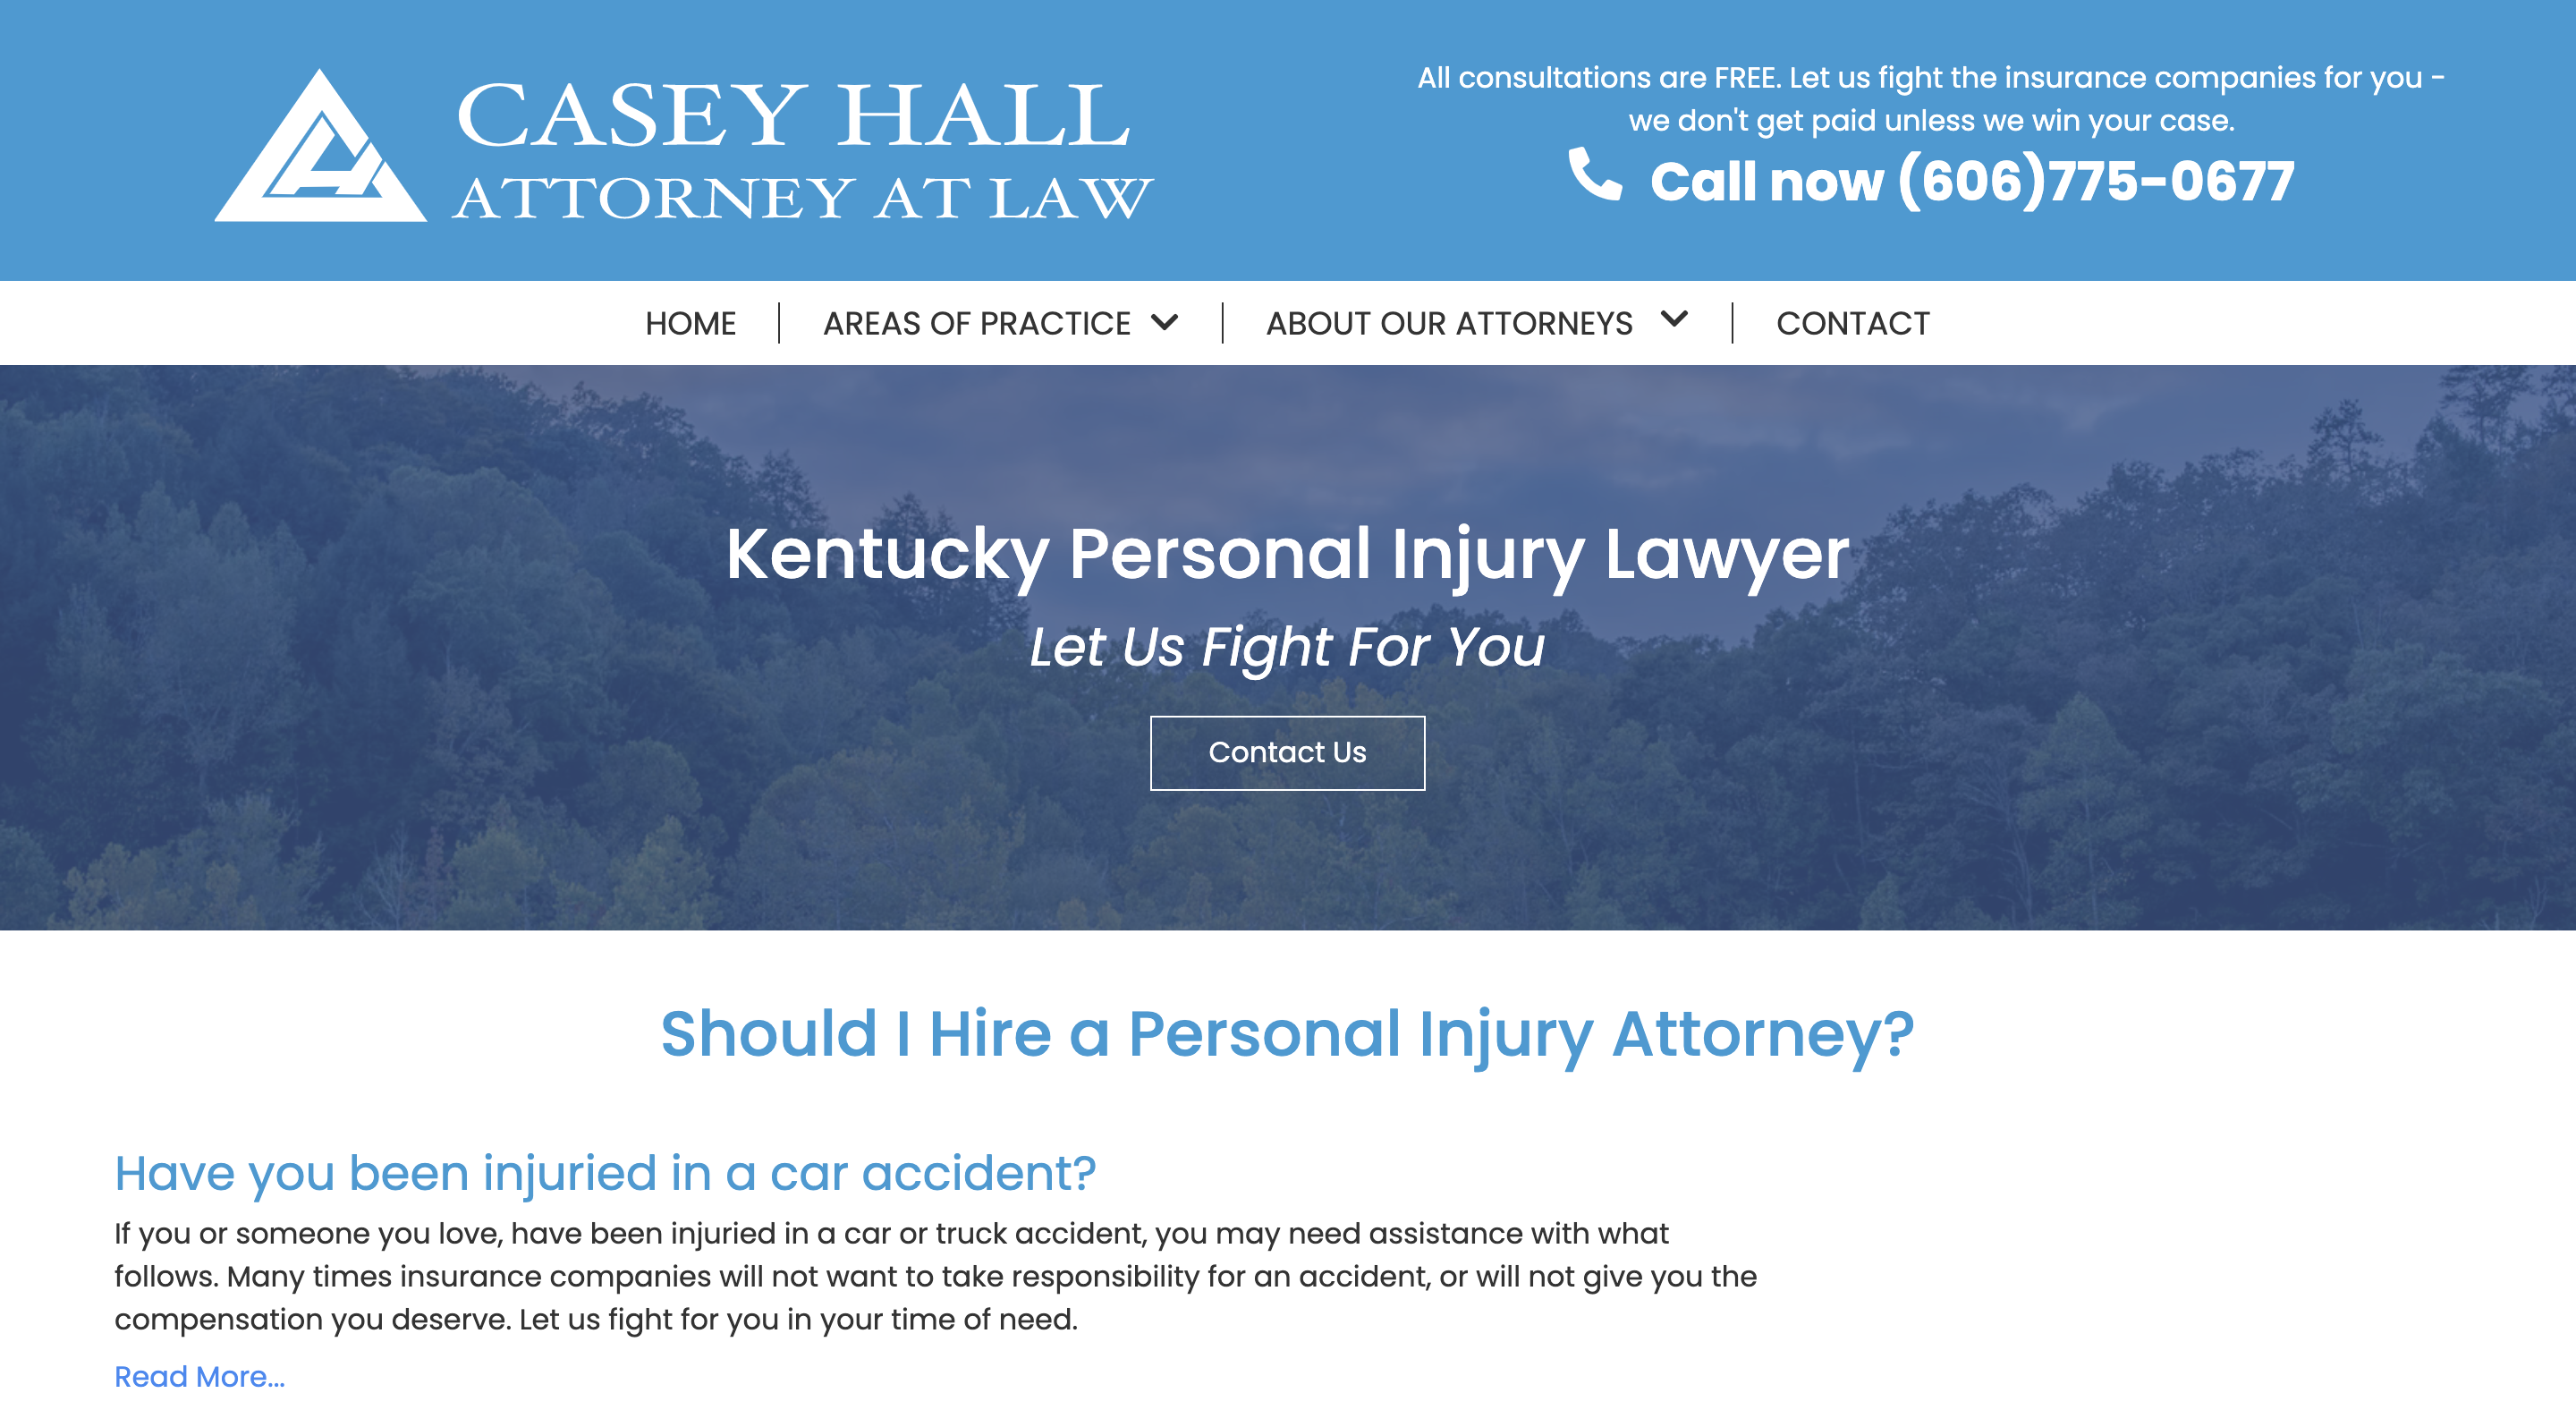 CASEY HALL
ATTORNEY AT LAW
All consultations are FREE. Let us fight the insurance companies for you -
we don't get paid unless we win your case.
Call now (606)775-0677
HOME
AREAS OF PRACTICE
ABOUT OUR ATTORNEYS
CONTACT
Kentucky Personal Injury Lawyer
Let Us Fight For You
Contact Us
Should I Hire a Personal Injury Attorney?
Have you been injuried in a car accident?
If you or someone you love, have been injuried in a car or truck accident, you may need assistance with what
follows. Many times insurance companies will not want to take responsibility for an accident, or will not give you the
compensation you deserve. Let us fight for you in your time of need.
Read More...